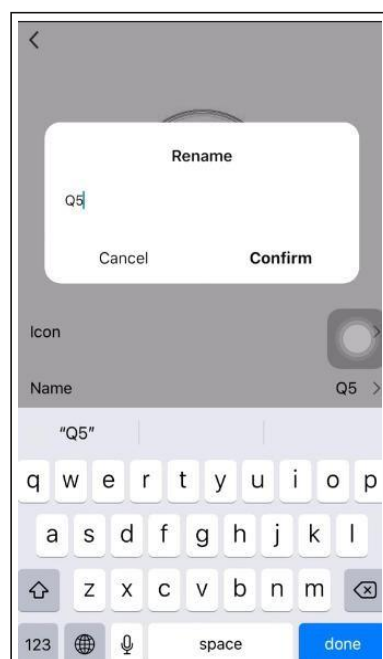 Rename
Q5
Cancel Confirm
Icon
Name Q5
“Q5”
q w e r t y u i o p
a s d f g h j k l
z x c v b n m
123 space done